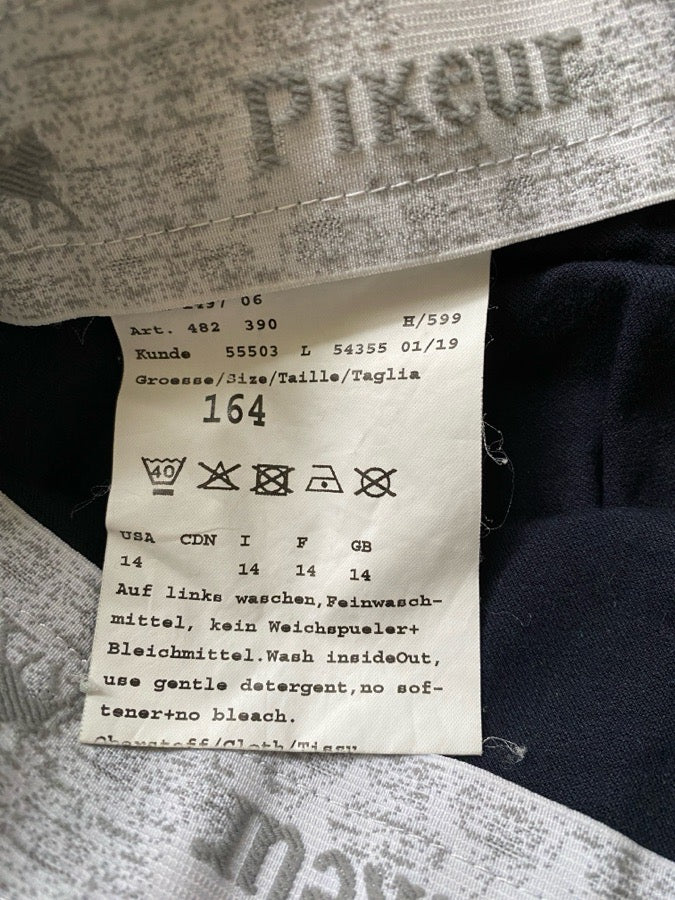 Pikeur
06
Art. 482 390 H/599
Kunde 55503 L 54355 01/19
Groesse/Size/Taille/Taglia
164
40
USA CDN I F GB
14 14 14 14
Auf links waschen,Feinwasch-
mittel, kein Weichspueler+
Bleichmittel.Wash insideOut,
use gentle detergent,no sof-
tener+no bleach.